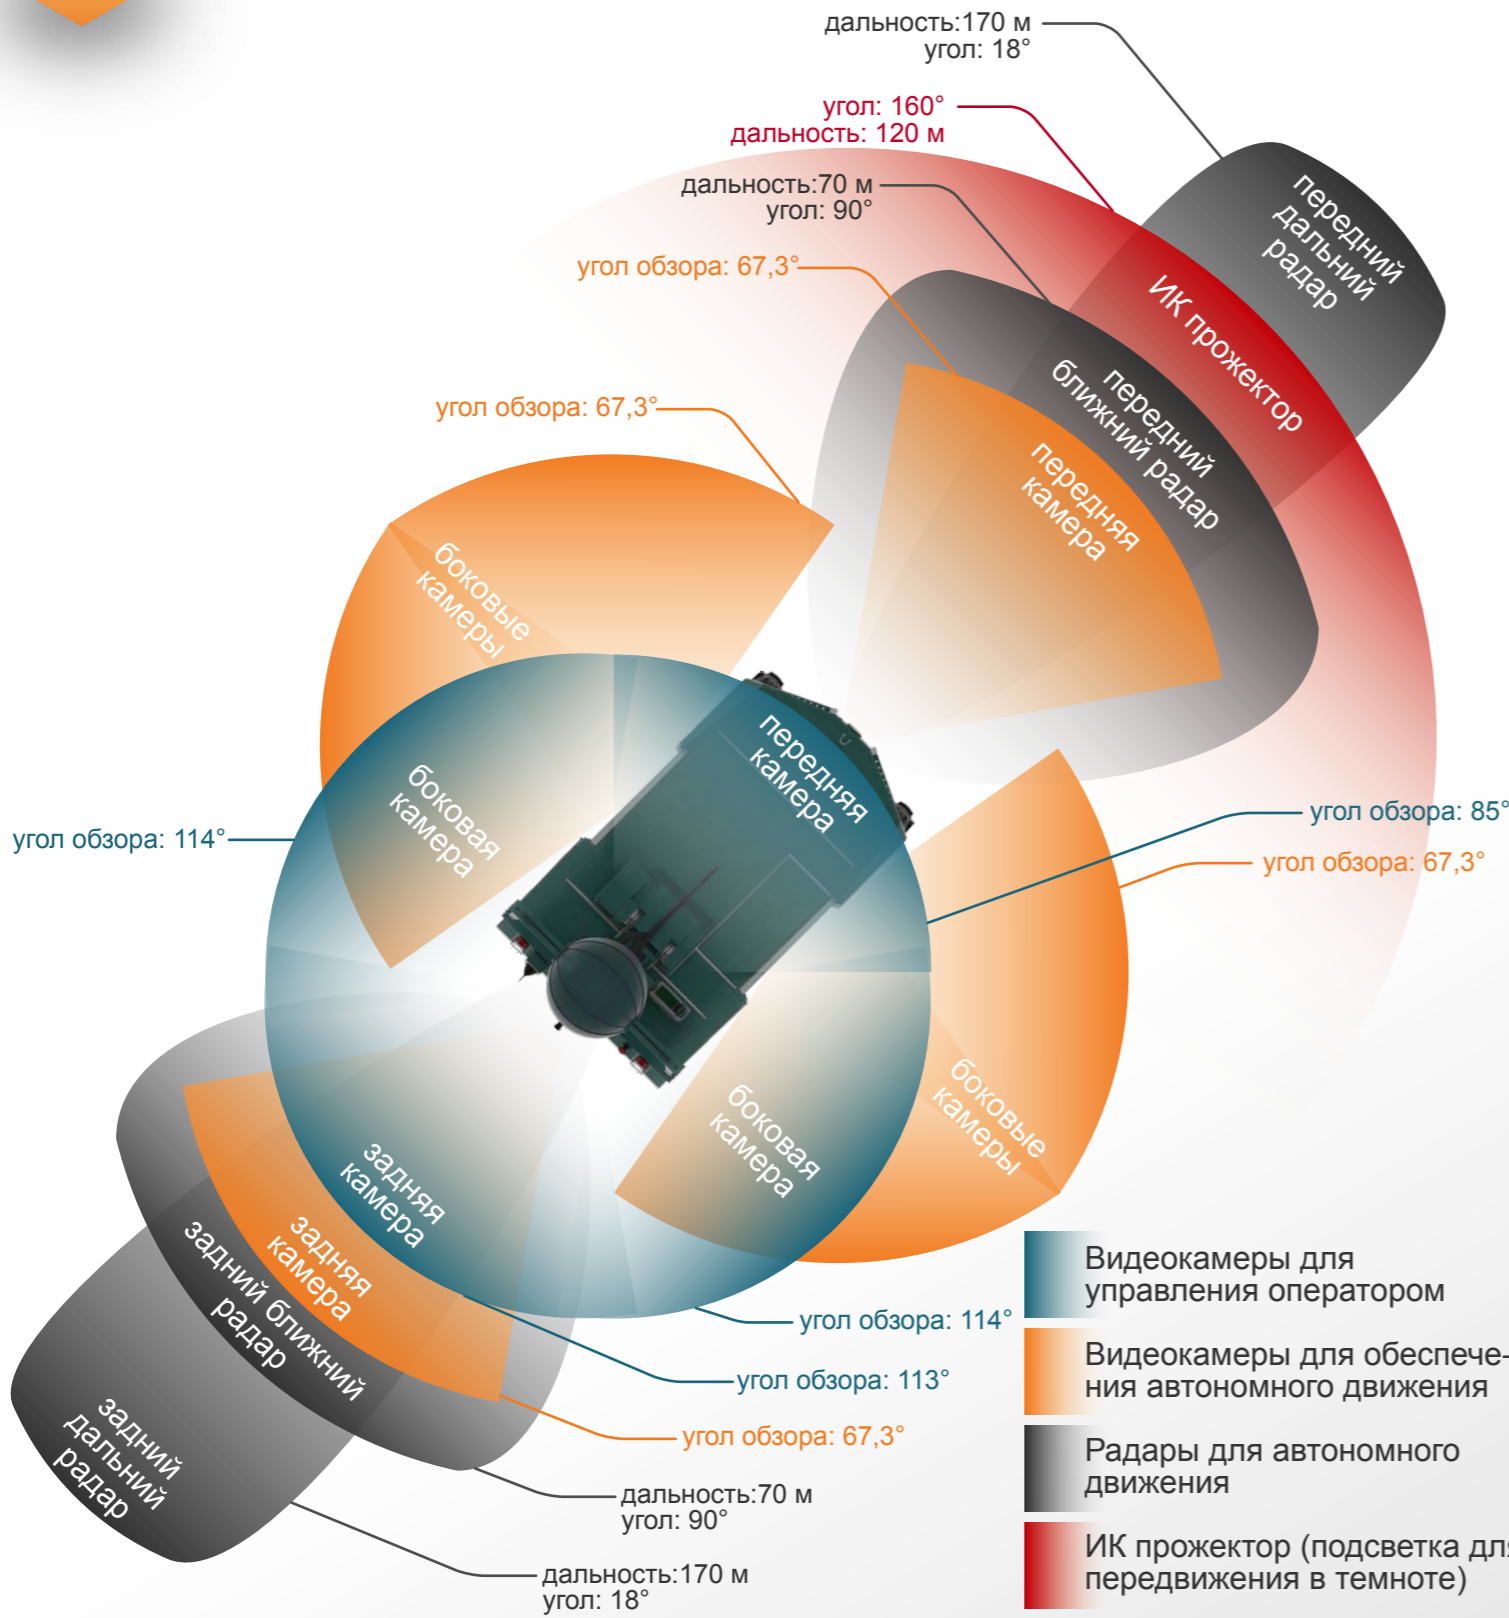 дальность:170 м
угол: 18°
угол: 160°
дальность: 120 м
дальность:70 м
угол: 90°
угол обзора: 67,3°
угол обзора: 67,3°
передний
дальний
радар
ИК прожектор
передний
ближний радар
передняя
камера
боковые
камеры
передняя
камера
боковая
камера
угол обзора: 114°
угол обзора: 85°
угол обзора: 67,3°
боковые
камеры
боковая
камера
задняя
камера
задняя
камера
задний ближний
радар
задний
дальний
радар
угол обзора: 114°
угол обзора: 113°
угол обзора: 67,3°
дальность:70 м
угол: 90°
дальность:170 м
угол: 18°
Видеокамеры для
управления оператором
Видеокамеры для обеспече-
ния автономного движения
Радары для автономного
движения
ИК прожектор (подсветка для
передвижения в темноте)